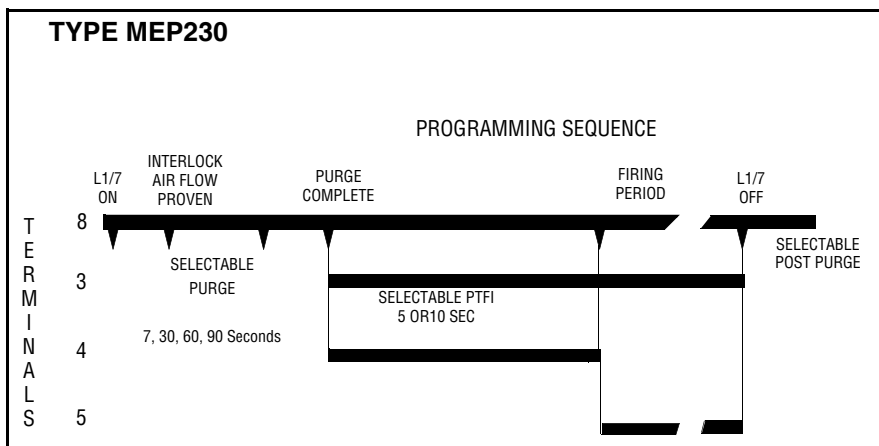 TYPE MEP230
PROGRAMMING SEQUENCE
L1/7
ON
INTERLOCK
AIR FLOW
PROVEN
PURGE
COMPLETE
FIRING
PERIOD
L1/7
OFF
TERMINALS
8
SELECTABLE
PURGE
SELECTABLE
POST PURGE
3
SELECTABLE PTFI
5 OR10 SEC
7, 30, 60, 90 Seconds
4
5